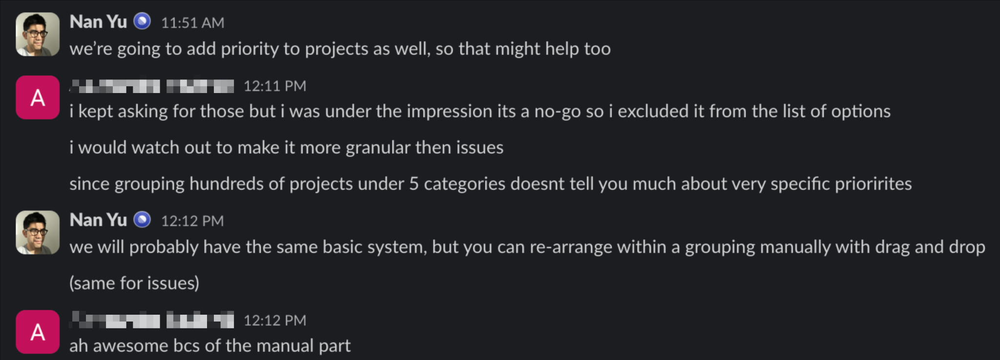 Nan Yu 11:51 AM
we're going to add priority to projects as well, so that might help too
A
12:11 PM
i kept asking for those but i was under the impression its a no-go so i excluded it from the list of options
i would watch out to make it more granular then issues
since grouping hundreds of projects under 5 categories doesnt tell you much about very specific prioririties
Nan Yu 12:12 PM
we will probably have the same basic system, but you can re-arrange within a grouping manually with drag and drop
(same for issues)
A
12:12 PM
ah awesome bcs of the manual part